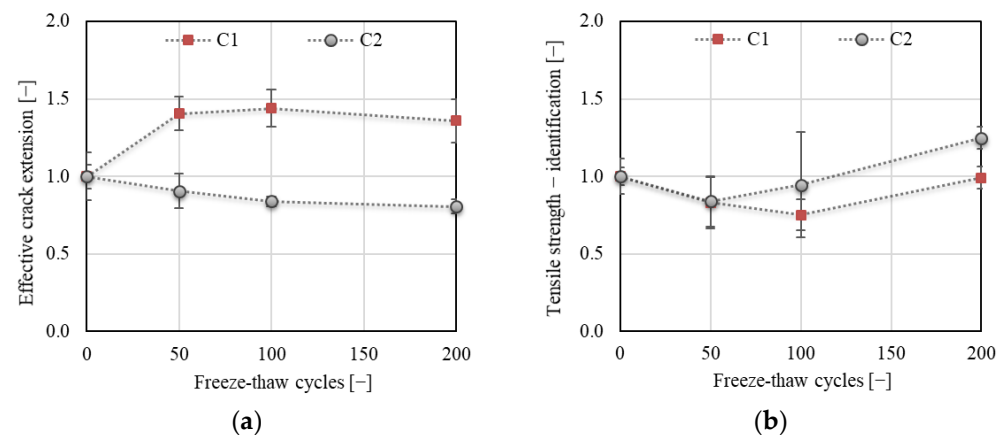 2.0
C1
C2
1.5
1.0
0.5
0.0
0
50
100
200
Effective crack extension [−]
Freeze-thaw cycles [−]
(a)
2.0
C1
C2
1.5
1.0
0.5
0.0
0
50
100
200
Tensile strength − identification [−]
Freeze-thaw cycles [−]
(b)